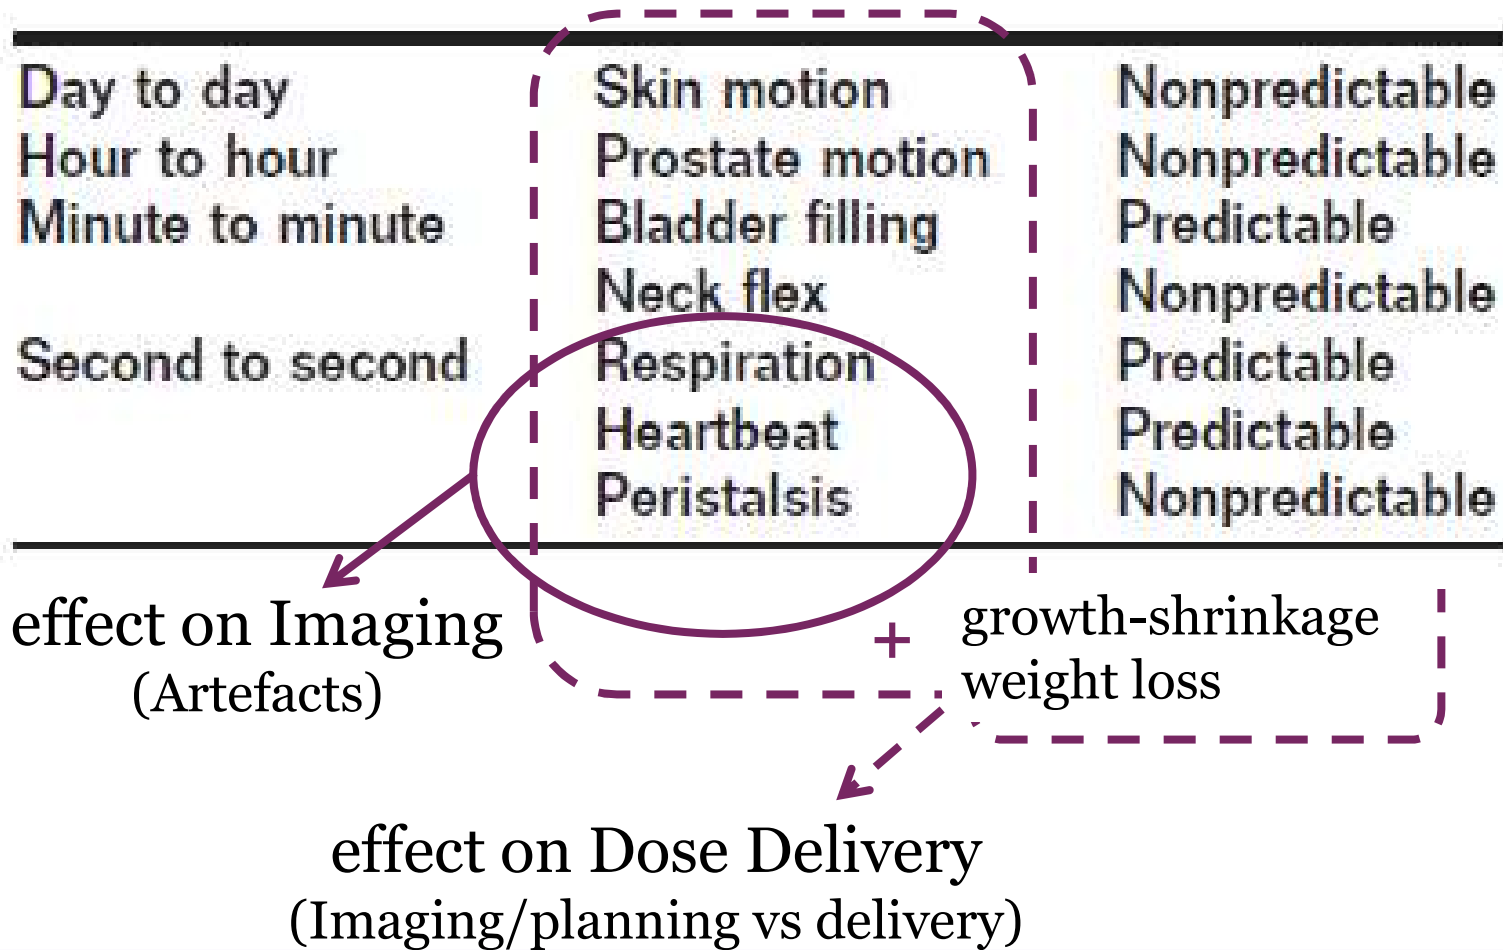 Day to day Skin motion Nonpredictable
Hour to hour Prostate motion Nonpredictable
Minute to minute Bladder filling Predictable
Neck flex Nonpredictable
Second to second Respiration Predictable
Heartbeat Predictable
Peristalsis Nonpredictable
effect on Imaging
(Artefacts)
+
growth-shrinkage
weight loss
effect on Dose Delivery
(Imaging/planning vs delivery)